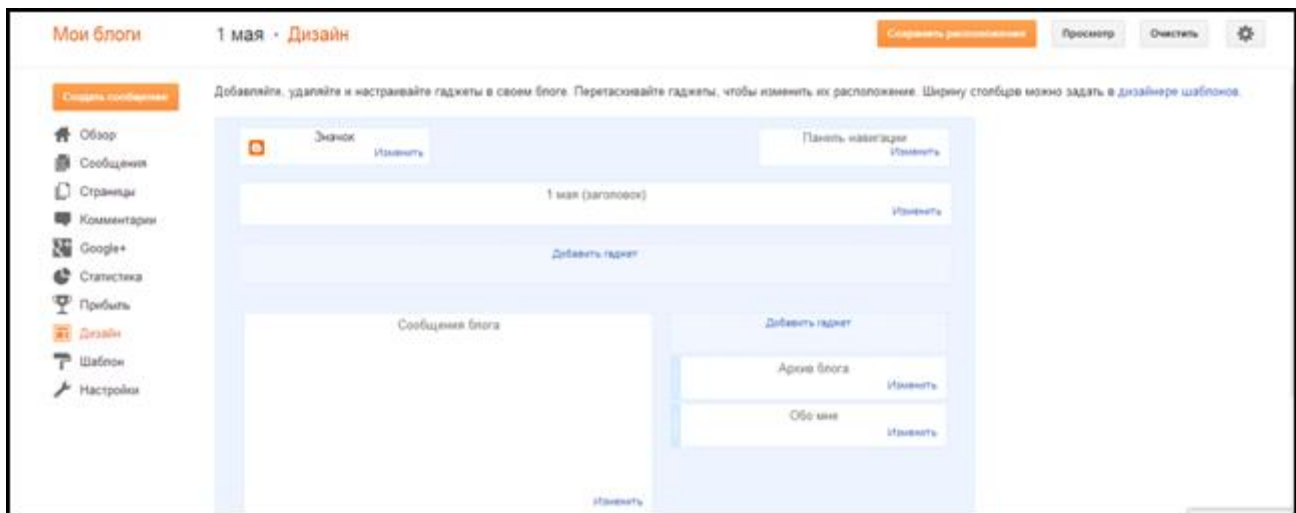 Мои блоги
1 мая · Дизайн
Сохранить расположение
Просмотр
Очистить
Создать сообщение
Добавляйте, удаляйте и настраивайте гаджеты в своем блоге. Перетаскивайте гаджеты, чтобы изменить их расположение. Ширину столбцов можно задать в дизайнере шаблонов.
Обзор
Сообщения
Страницы
Комментарии
Google+
Статистика
Прибыль
Дизайн
Шаблон
Настройки
Значок
Изменить
Панель навигации
Изменить
1 мая (заголовок)
Изменить
Добавить гаджет
Сообщения блога
Изменить
Добавить гаджет
Архив блога
Изменить
Обо мне
Изменить